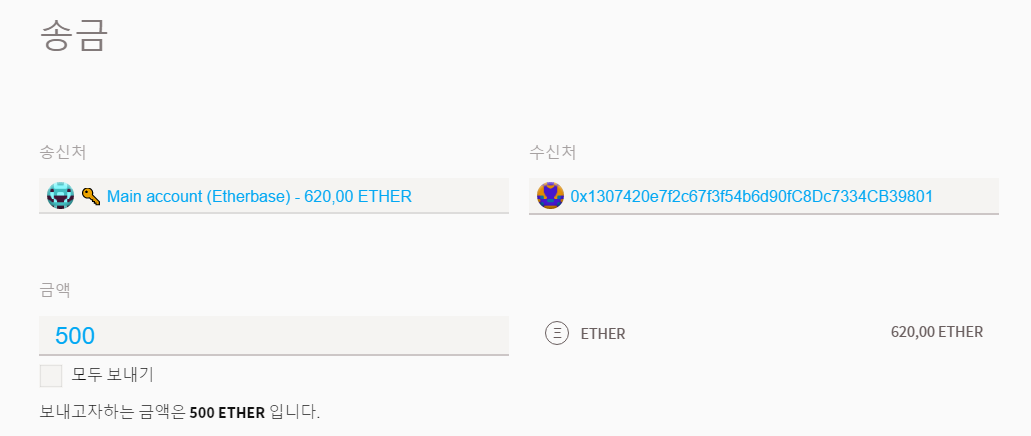 송금
송신처
수신처
Main account (Etherbase) - 620,00 ETHER
0x1307420e7f2c67f3f54b6d90fC8Dc7334CB39801
금액
500
ETHER
620,00 ETHER
모두 보내기
보내고자하는 금액은 500 ETHER 입니다.